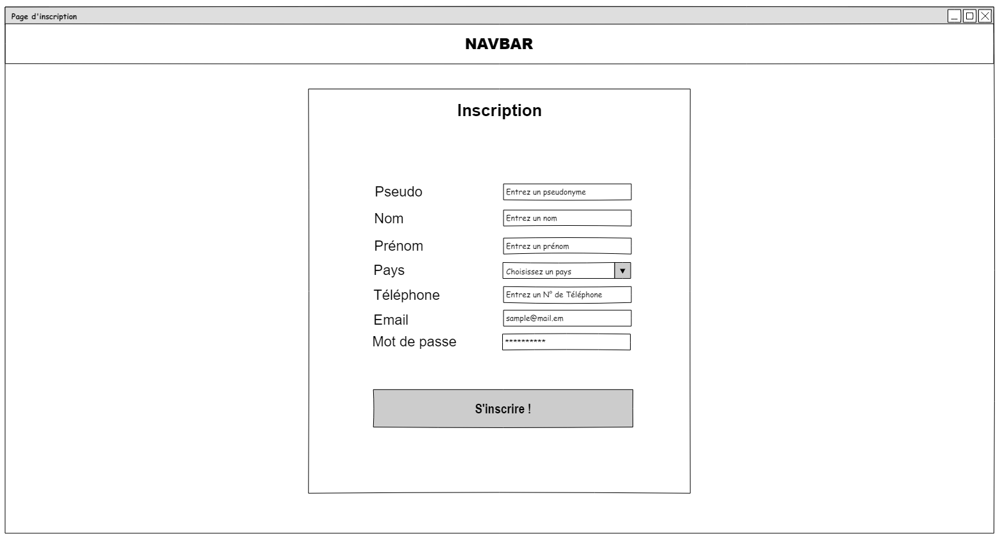 Page d'inscription
NAVBAR
Inscription
Pseudo Entrez un pseudonyme
Nom Entrez un nom
Prénom Entrez un prénom
Pays Choisissez un pays
Téléphone Entrez un N° de Téléphone
Email sample@mail.em
Mot de passe **********
S'inscrire !